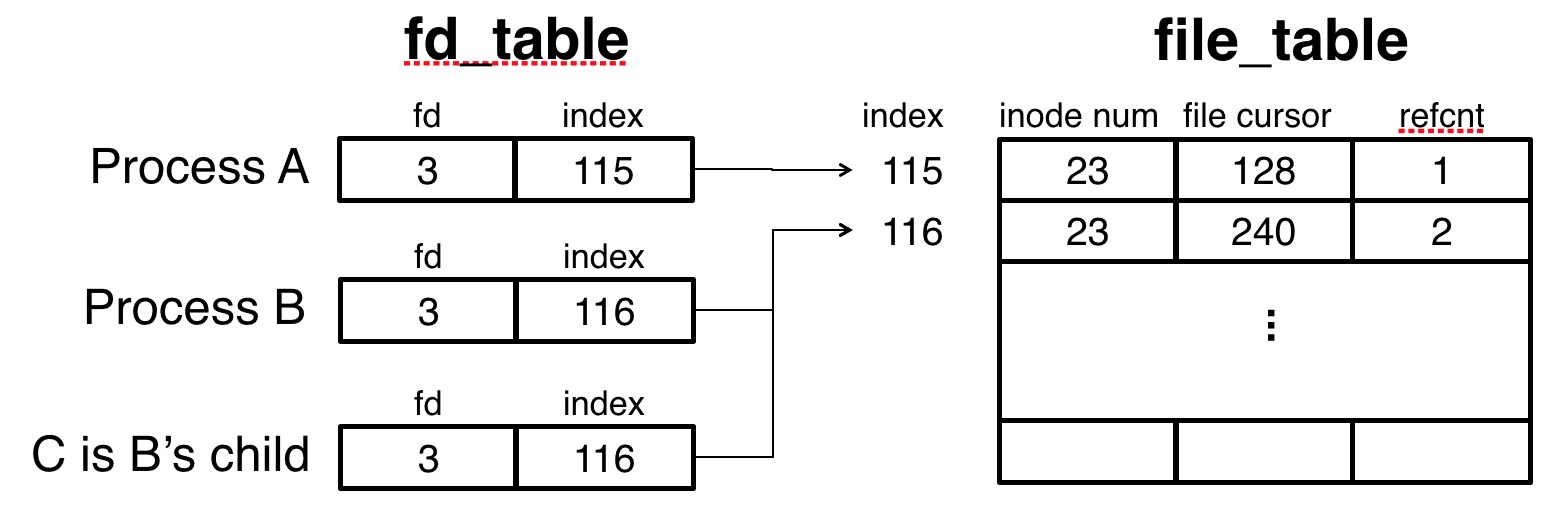 fd_table file_table
fd index index inode num file cursor refcnt
Process A 3 115 115 23 128 1
116 23 240 2
fd index
Process B 3 116
⋮
fd index
C is B’s child 3 116